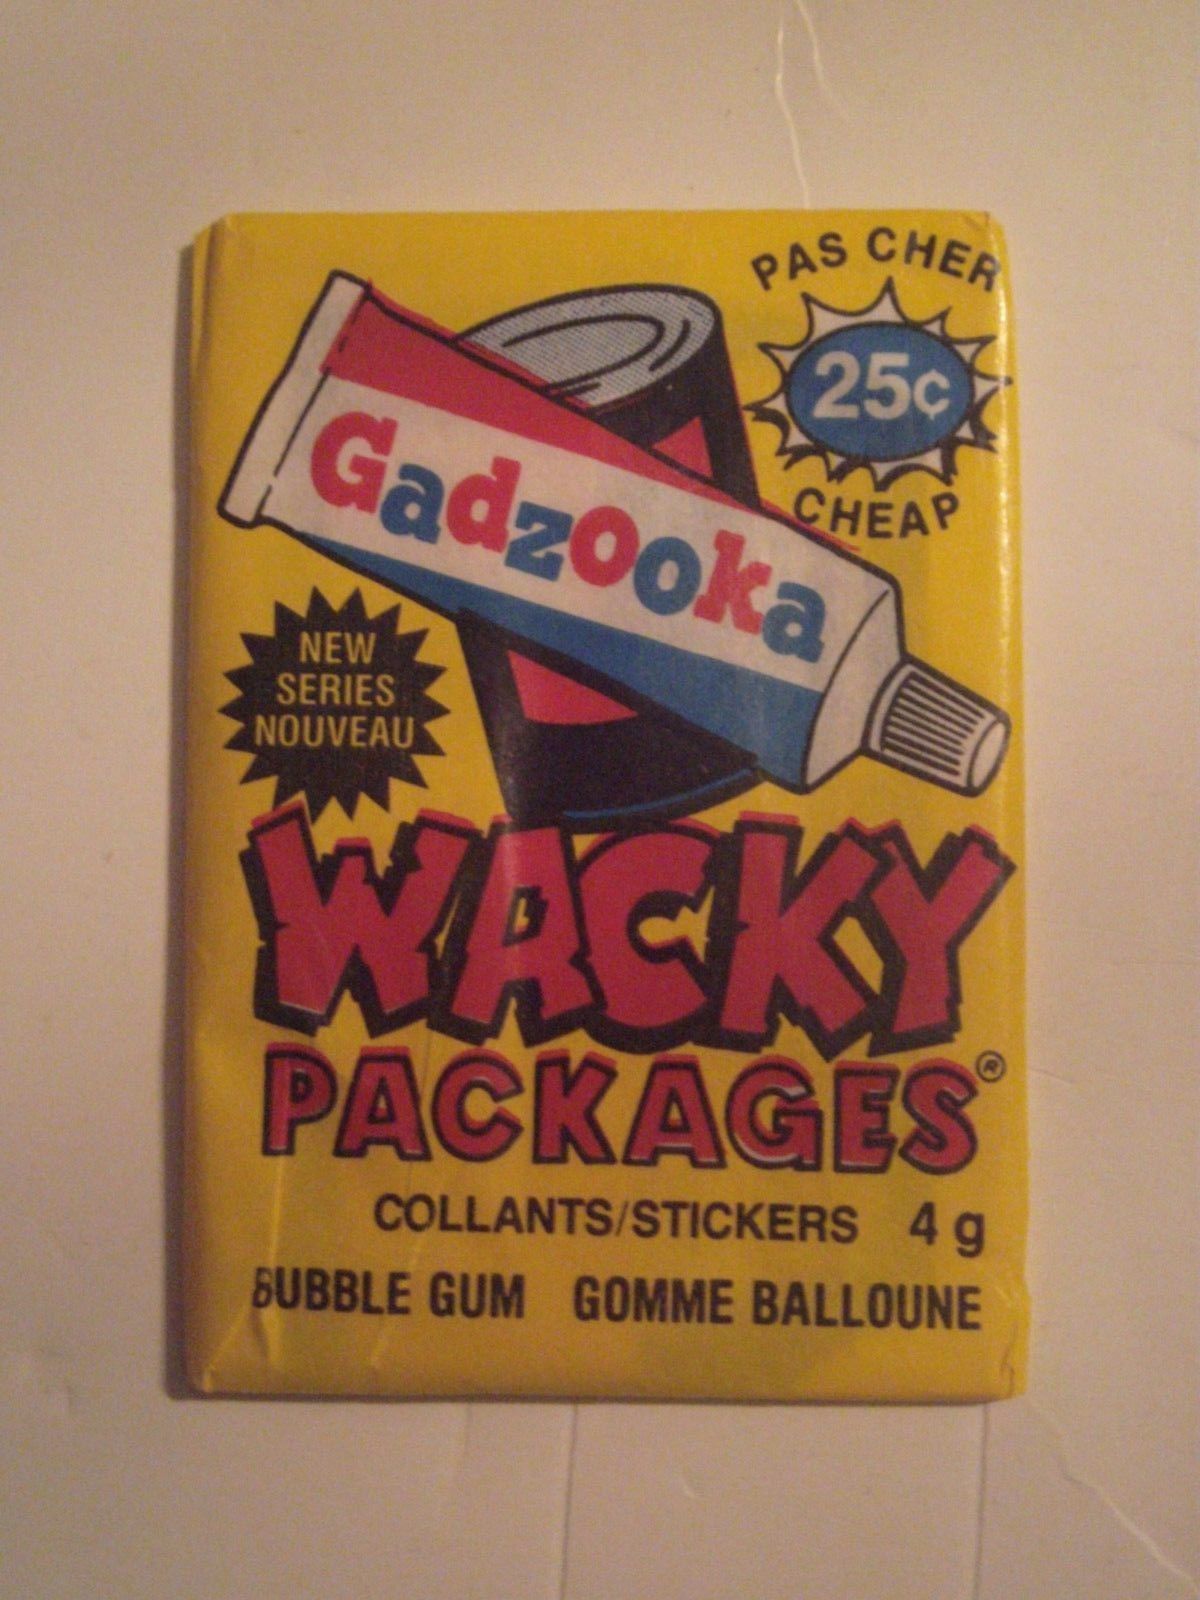 PAS CHER
25¢
CHEAP
Gadzooka
NEW
SERIES
NOUVEAU
WACKY
PACKAGES®
COLLANTS/STICKERS 4 g
BUBBLE GUM GOMME BALLOUNE